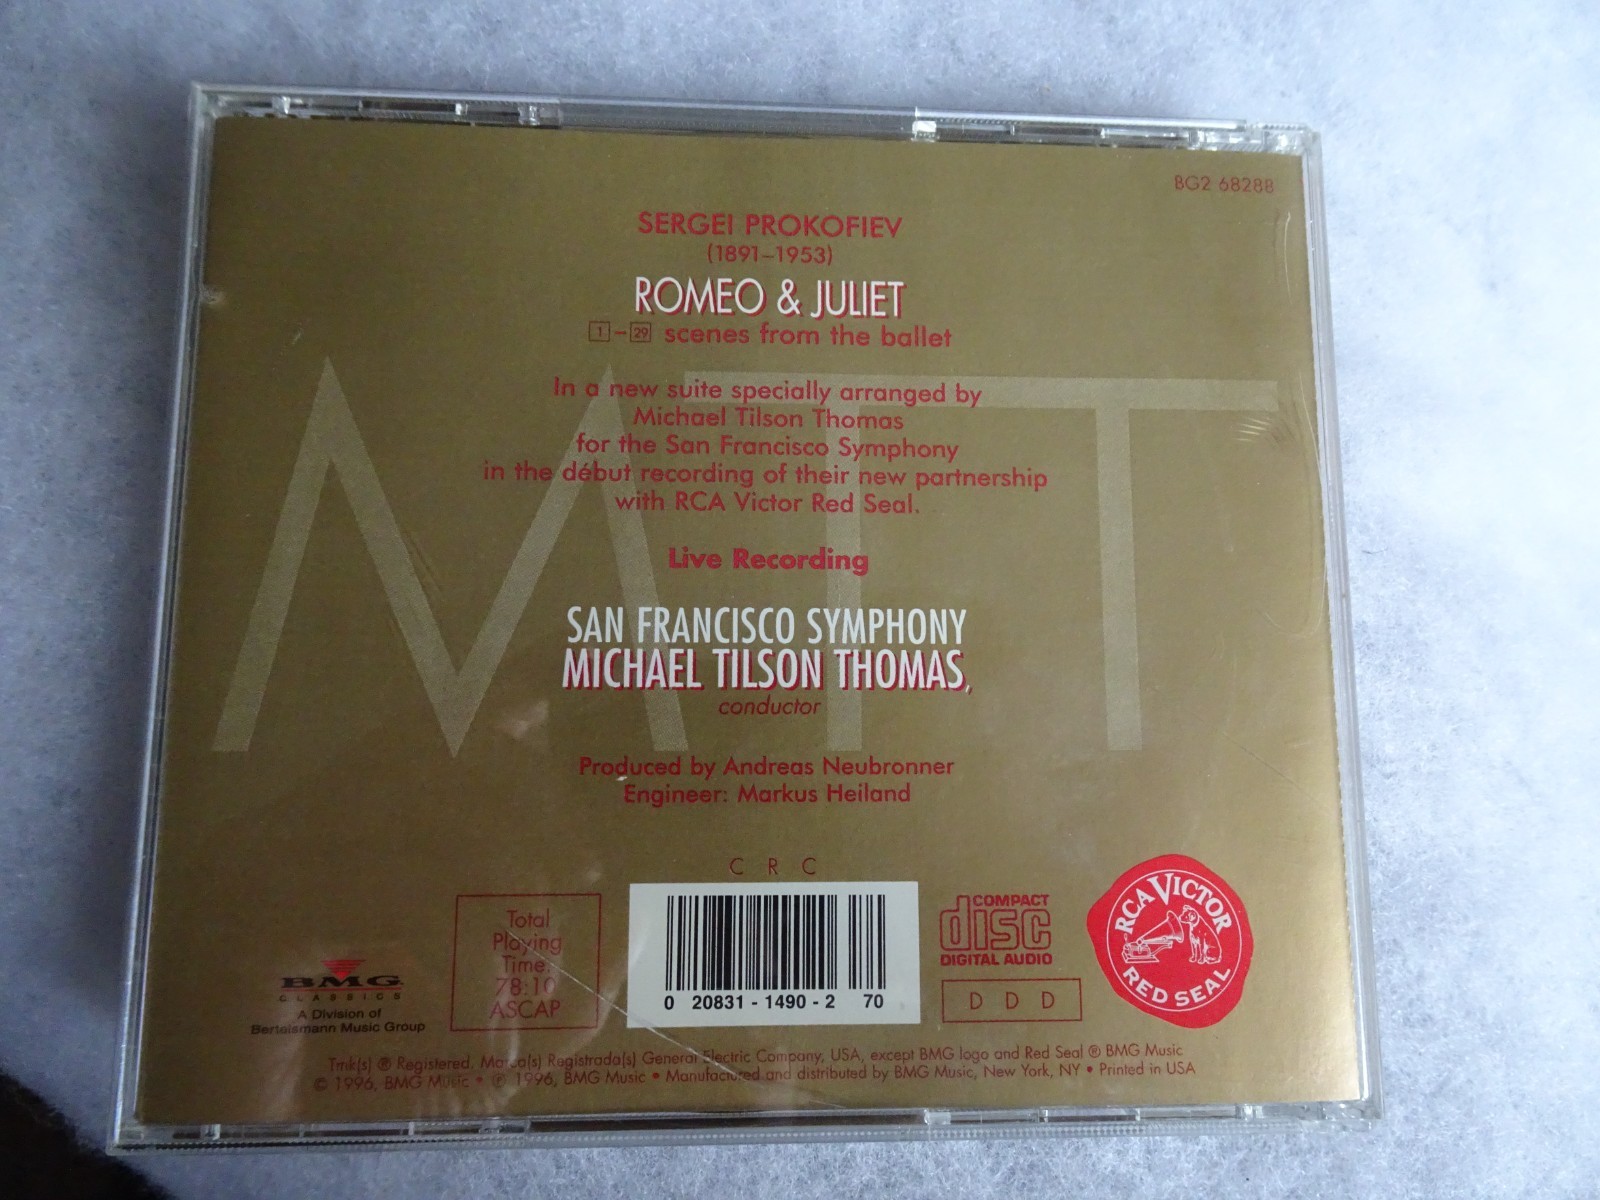 BG2 68288
SERGEI PROKOFIEV
(1891–1953)
ROMEO & JULIET
1–29 scenes from the ballet
In a new suite specially arranged by
Michael Tilson Thomas
for the San Francisco Symphony
in the début recording of their new partnership
with RCA Victor Red Seal.
MTT
Live Recording
SAN FRANCISCO SYMPHONY
MICHAEL TILSON THOMAS,
conductor
Produced by Andreas Neubronner
Engineer: Markus Heiland
C R C
BMG
CLASSICS
A Division of
Bertelsmann Music Group
Total
Playing
Time:
78:10
ASCAP
0 20831 - 1490 - 2 70
COMPACT
disc
DIGITAL AUDIO
D D D
RCA VICTOR
RED SEAL
Tmk(s) ® Registered. Marca(s) Registrada(s) General Electric Company, USA, except BMG logo and Red Seal ® BMG Music
© 1996, BMG Music • ℗ 1996, BMG Music • Manufactured and distributed by BMG Music, New York, NY • Printed in USA